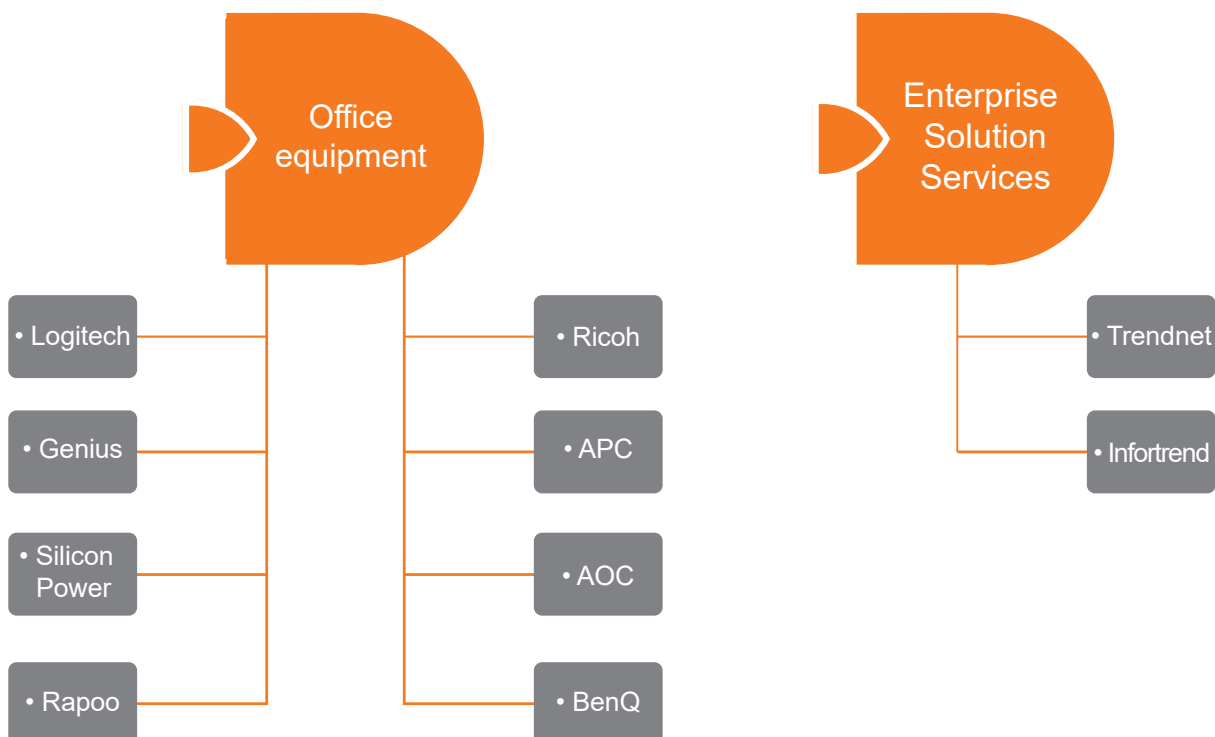 Office
equipment
• Logitech
• Genius
• Silicon
Power
• Rapoo
• Ricoh
• APC
• AOC
• BenQ
Enterprise
Solution
Services
• Trendnet
• Infortrend